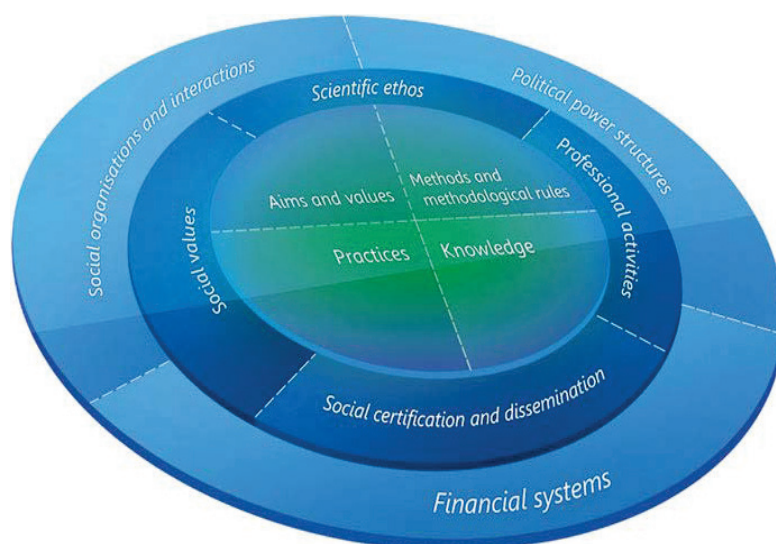 Social organisations and interactions
Political power structures
Scientific ethos
Professional activities
Social values
Social certification and dissemination
Aims and values
Methods and
methodological rules
Practices
Knowledge
Financial systems